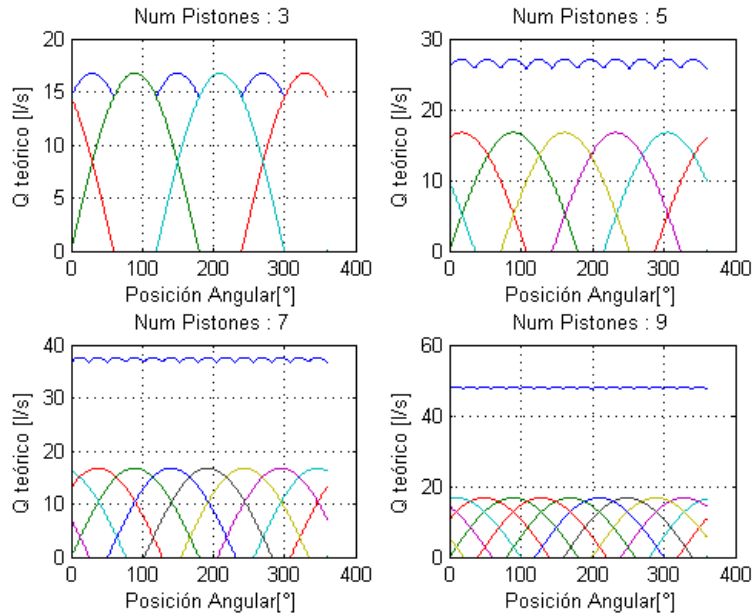 Num Pistones : 3
Q teórico [l/s]
20
15
10
5
0
0 100 200 300 400
Posición Angular[°]
Num Pistones : 5
Q teórico [l/s]
30
20
10
0
0 100 200 300 400
Posición Angular[°]
Num Pistones : 7
Q teórico [l/s]
40
30
20
10
0
0 100 200 300 400
Posición Angular[°]
Num Pistones : 9
Q teórico [l/s]
60
40
20
0
0 100 200 300 400
Posición Angular[°]